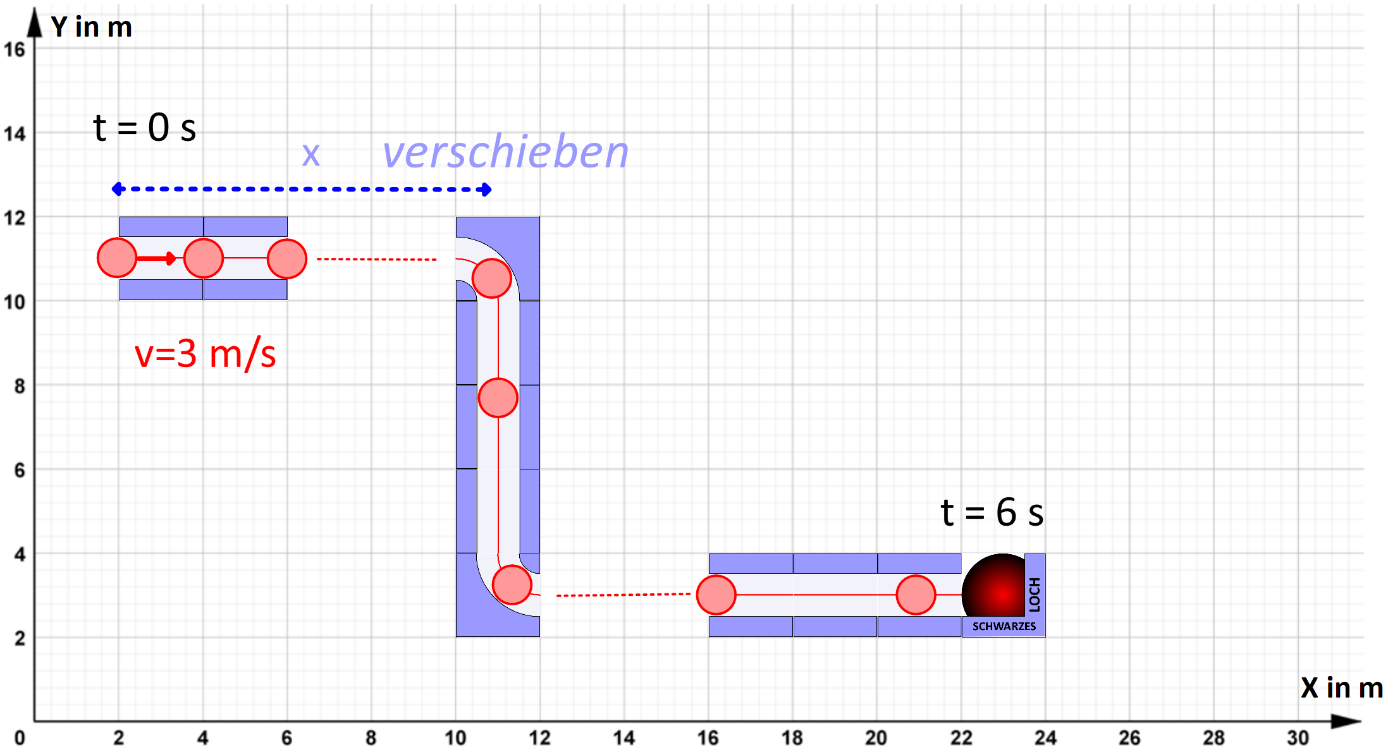 Y in m
16
t = 0 s
14
x verschieben
12
10
v=3 m/s
8
6
t = 6 s
4
LOCH
SCHWARZES
2
X in m
0 2 4 6 8 10 12 14 16 18 20 22 24 26 28 30